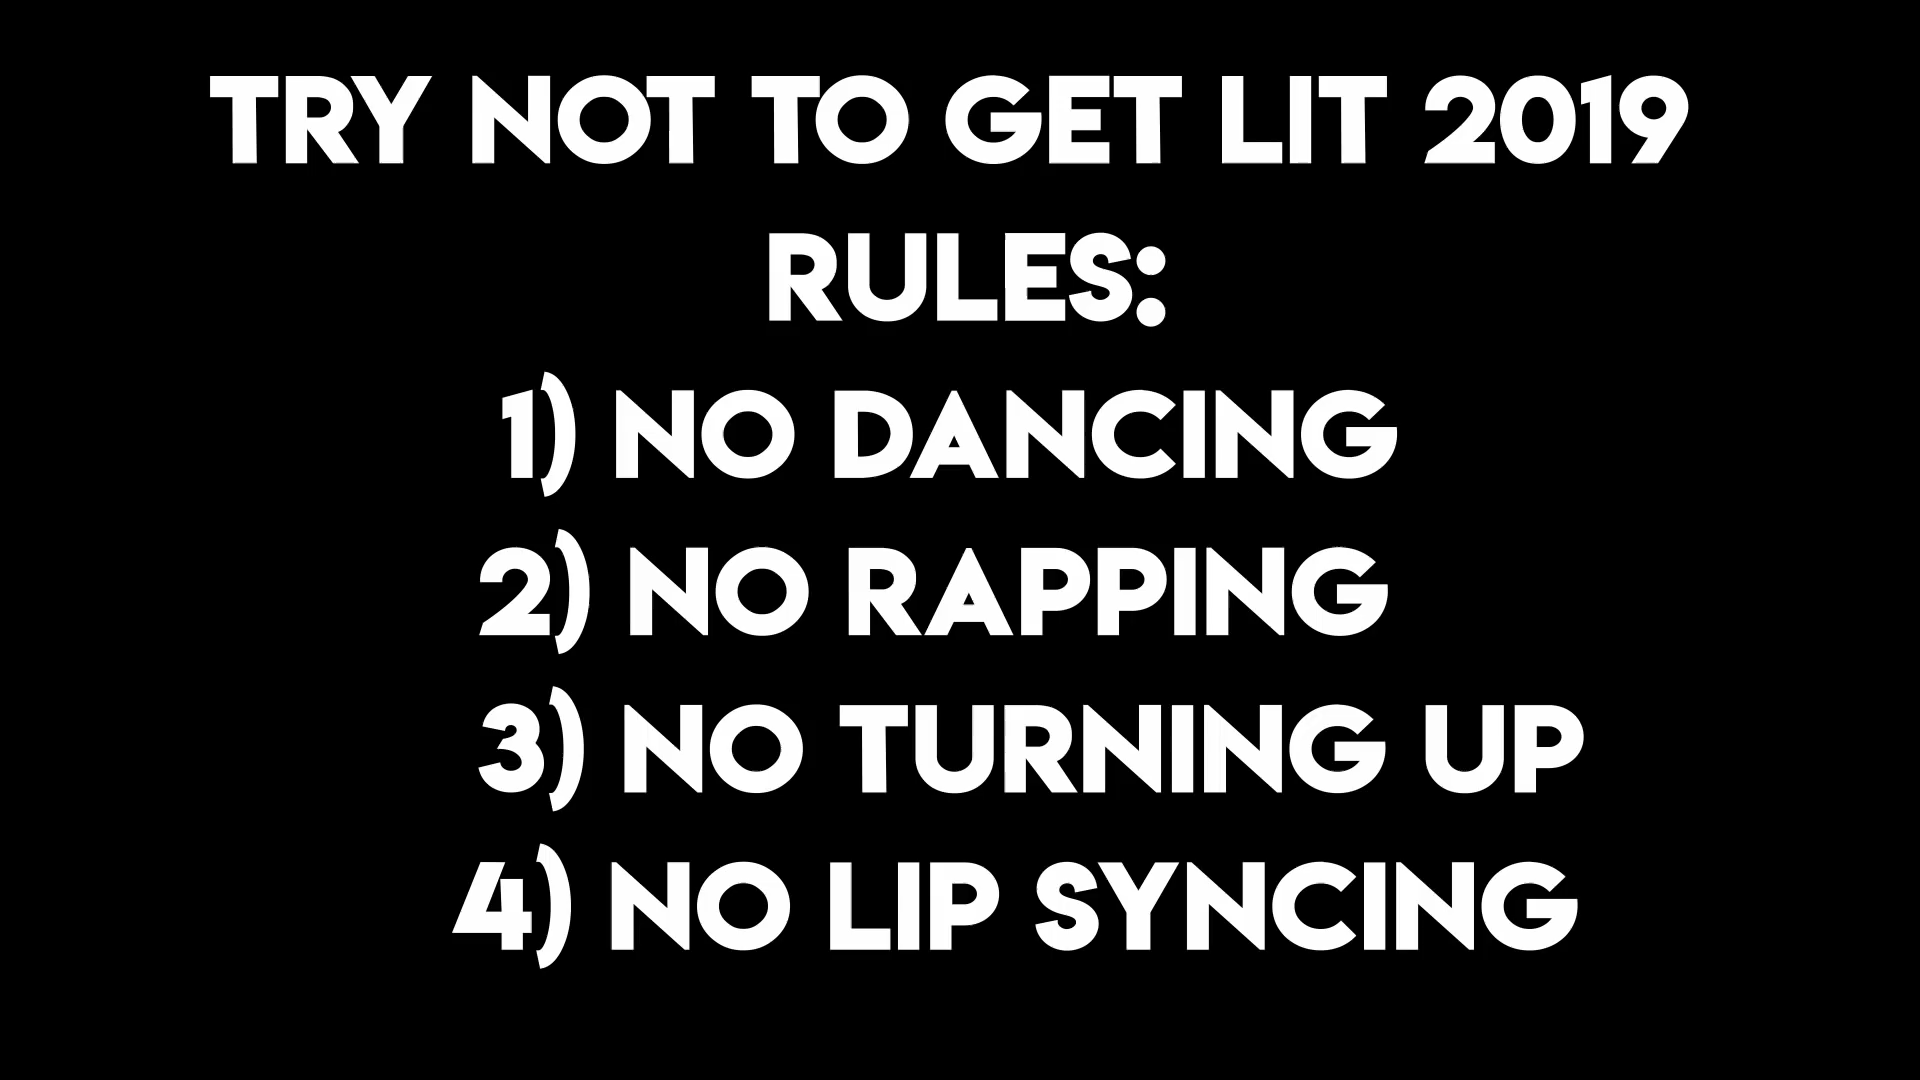 TRY NOT TO GET LIT 2019
RULES:
1) NO DANCING
2) NO RAPPING
3) NO TURNING UP
4) NO LIP SYNCING